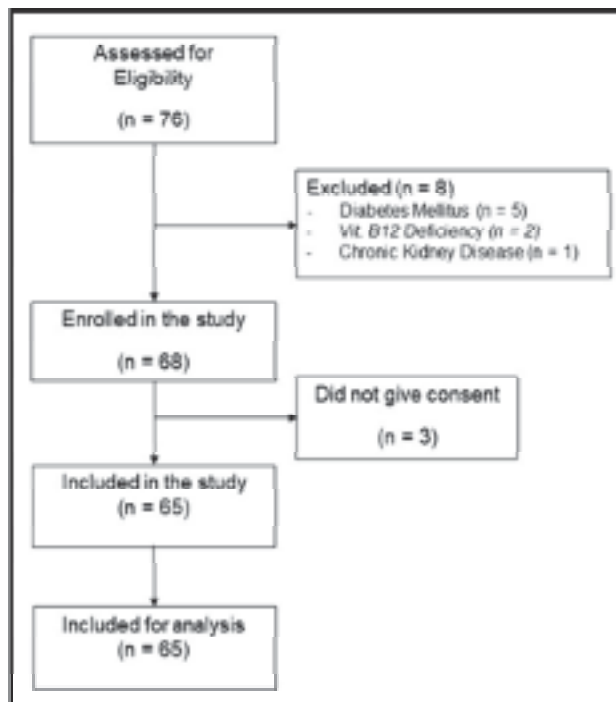 Assessed for
Eligibility
(n = 76)
Excluded (n = 8)
- Diabetes Mellitus (n = 5)
- Vit. B12 Deficiency (n = 2)
- Chronic Kidney Disease (n = 1)
Enrolled in the study
(n = 68)
Did not give consent
(n = 3)
Included in the study
(n = 65)
Included for analysis
(n = 65)